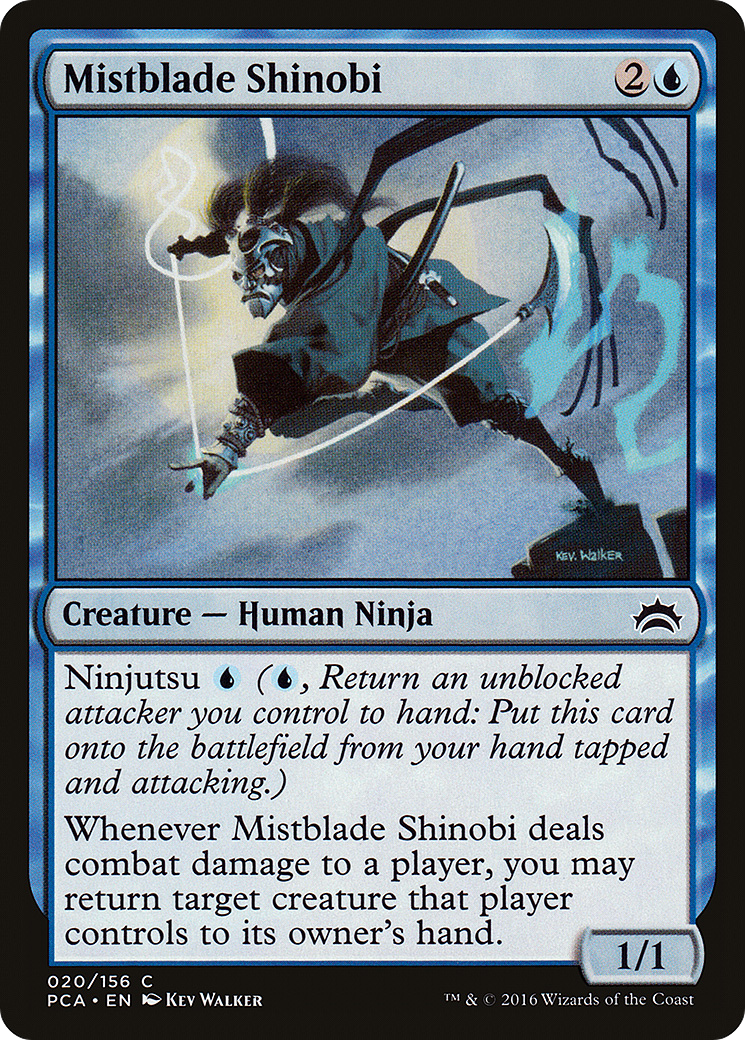 Mistblade Shinobi 2
KEV. WALKER
Creature — Human Ninja
Ninjutsu (, Return an unblocked
attacker you control to hand: Put this card
onto the battlefield from your hand tapped
and attacking.)
Whenever Mistblade Shinobi deals
combat damage to a player, you may
return target creature that player
controls to its owner's hand.
1/1
020/156 C
PCA • EN Kev Walker
™ & © 2016 Wizards of the Coast